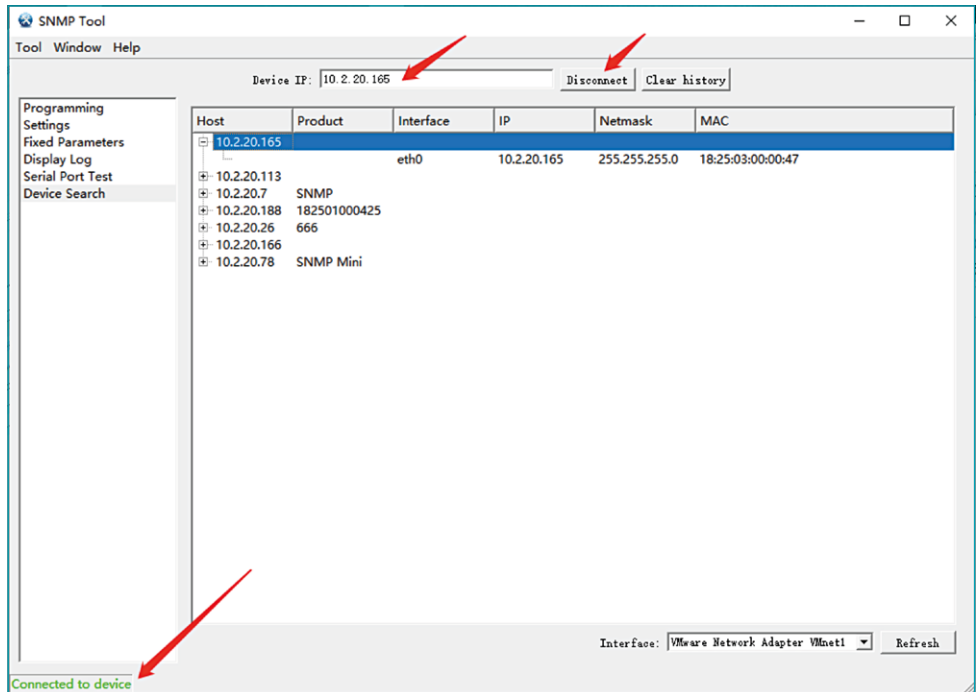 SNMP Tool
Tool Window Help
Device IP: 10.2.20.165 Disconnect Clear history
Programming
Settings
Fixed Parameters
Display Log
Serial Port Test
Device Search
Host Product Interface IP Netmask MAC
10.2.20.165
eth0 10.2.20.165 255.255.255.0 18:25:03:00:00:47
10.2.20.113
10.2.20.7 SNMP
10.2.20.188 182501000425
10.2.20.26 666
10.2.20.166
10.2.20.78 SNMP Mini
Interface: VMware Network Adapter VMnet1 Refresh
Connected to device